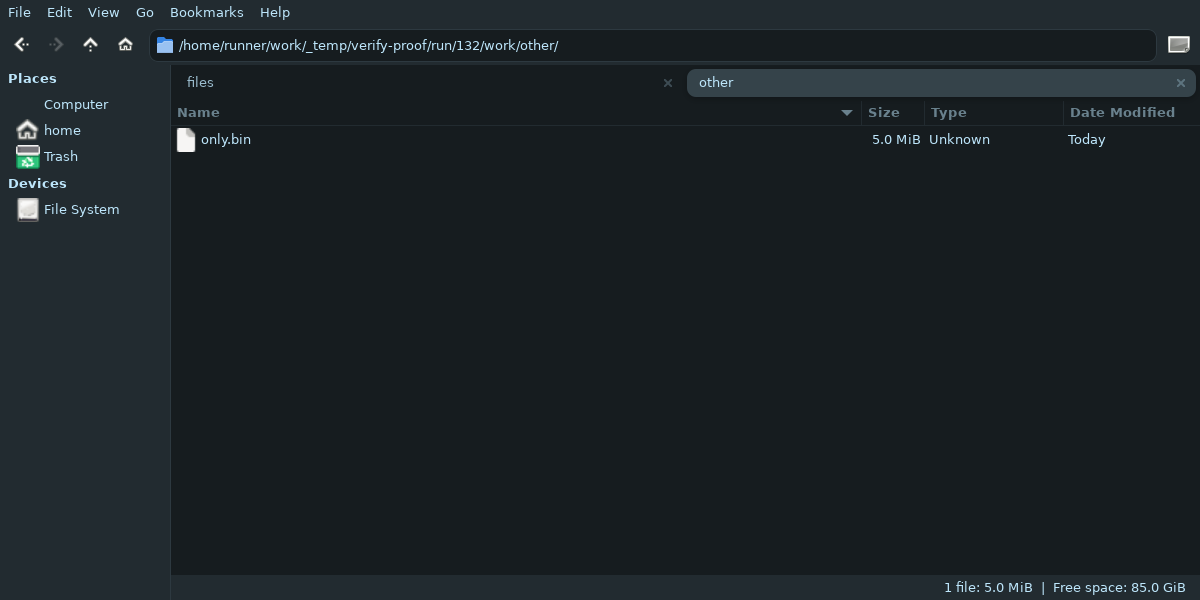 File Edit View Go Bookmarks Help
/home/runner/work/_temp/verify-proof/run/132/work/other/
Places
Computer
home
Trash
Devices
File System
files
other
Name Size Type Date Modified
only.bin 5.0 MiB Unknown Today
1 file: 5.0 MiB | Free space: 85.0 GiB